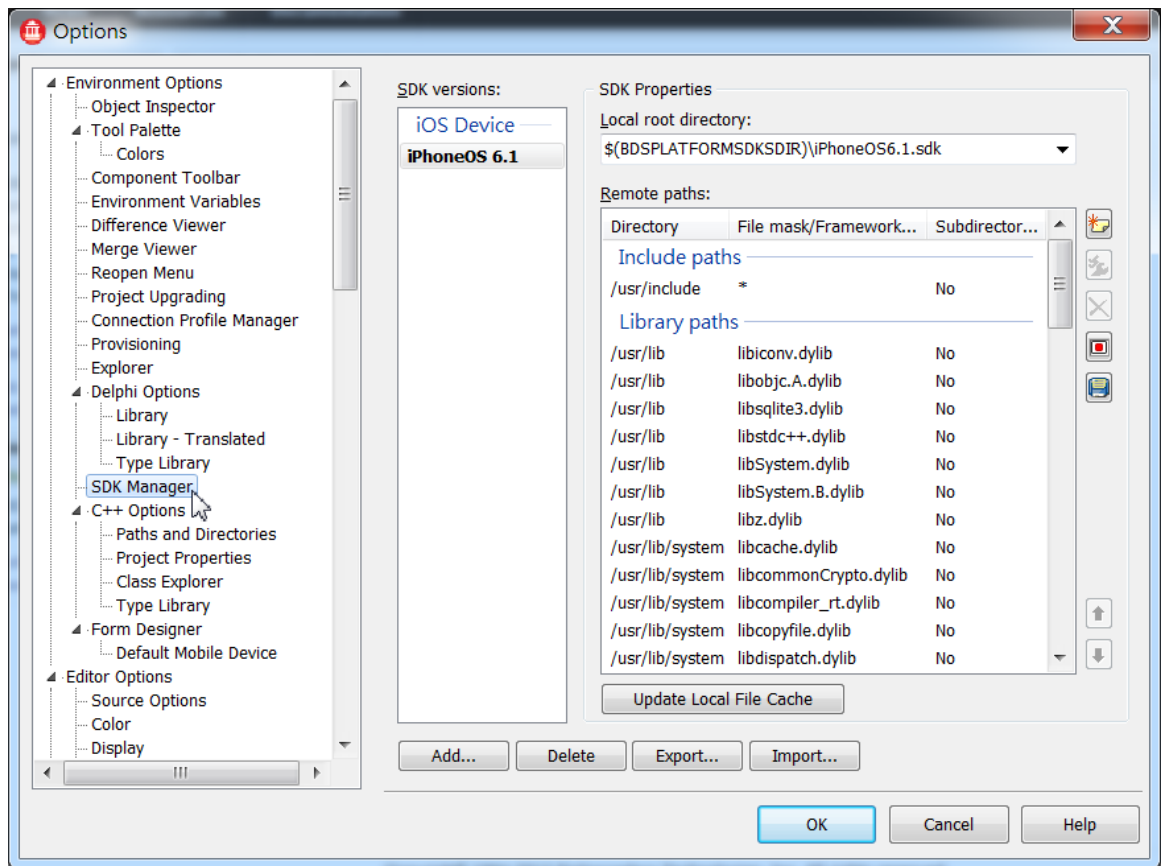 Options
Environment Options
Object Inspector
Tool Palette
Colors
Component Toolbar
Environment Variables
Difference Viewer
Merge Viewer
Reopen Menu
Project Upgrading
Connection Profile Manager
Provisioning
Explorer
Delphi Options
Library
Library - Translated
Type Library
SDK Manager
C++ Options
Paths and Directories
Project Properties
Class Explorer
Type Library
Form Designer
Default Mobile Device
Editor Options
Source Options
Color
Display
SDK versions:
iOS Device
iPhoneOS 6.1
SDK Properties
Local root directory:
$(BDSPLATFORMSDKSDIR)\iPhoneOS6.1.sdk
Remote paths:
Directory File mask/Framework... Subdirector...
Include paths
/usr/include * No
Library paths
/usr/lib libiconv.dylib No
/usr/lib libobjc.A.dylib No
/usr/lib libsqlite3.dylib No
/usr/lib libstdc++.dylib No
/usr/lib libSystem.dylib No
/usr/lib libSystem.B.dylib No
/usr/lib libz.dylib No
/usr/lib/system libcache.dylib No
/usr/lib/system libcommonCrypto.dylib No
/usr/lib/system libcompiler_rt.dylib No
/usr/lib/system libcopyfile.dylib No
/usr/lib/system libdispatch.dylib No
Update Local File Cache
Add... Delete Export... Import...
OK Cancel Help